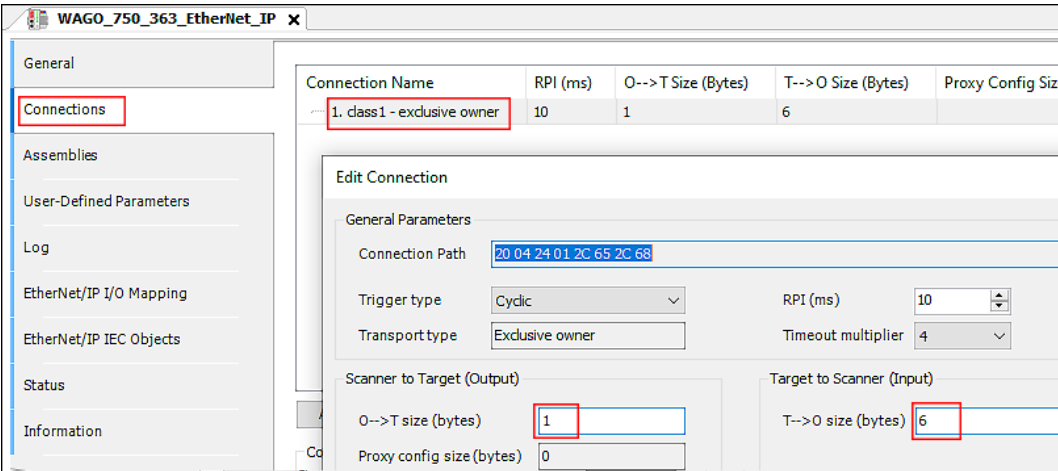 WAGO_750_363_EtherNet_IP
General
Connections
Assemblies
User-Defined Parameters
Log
EtherNet/IP I/O Mapping
EtherNet/IP IEC Objects
Status
Information
Connection Name RPI (ms) O-->T Size (Bytes) T-->O Size (Bytes) Proxy Config Siz
1. class1 - exclusive owner 10 1 6
Edit Connection
General Parameters
Connection Path 20 04 24 01 2C 65 2C 68
Trigger type Cyclic RPI (ms) 10
Transport type Exclusive owner Timeout multiplier 4
Scanner to Target (Output) Target to Scanner (Input)
O-->T size (bytes) 1 T-->O size (bytes) 6
Co
Proxy config size (bytes) 0